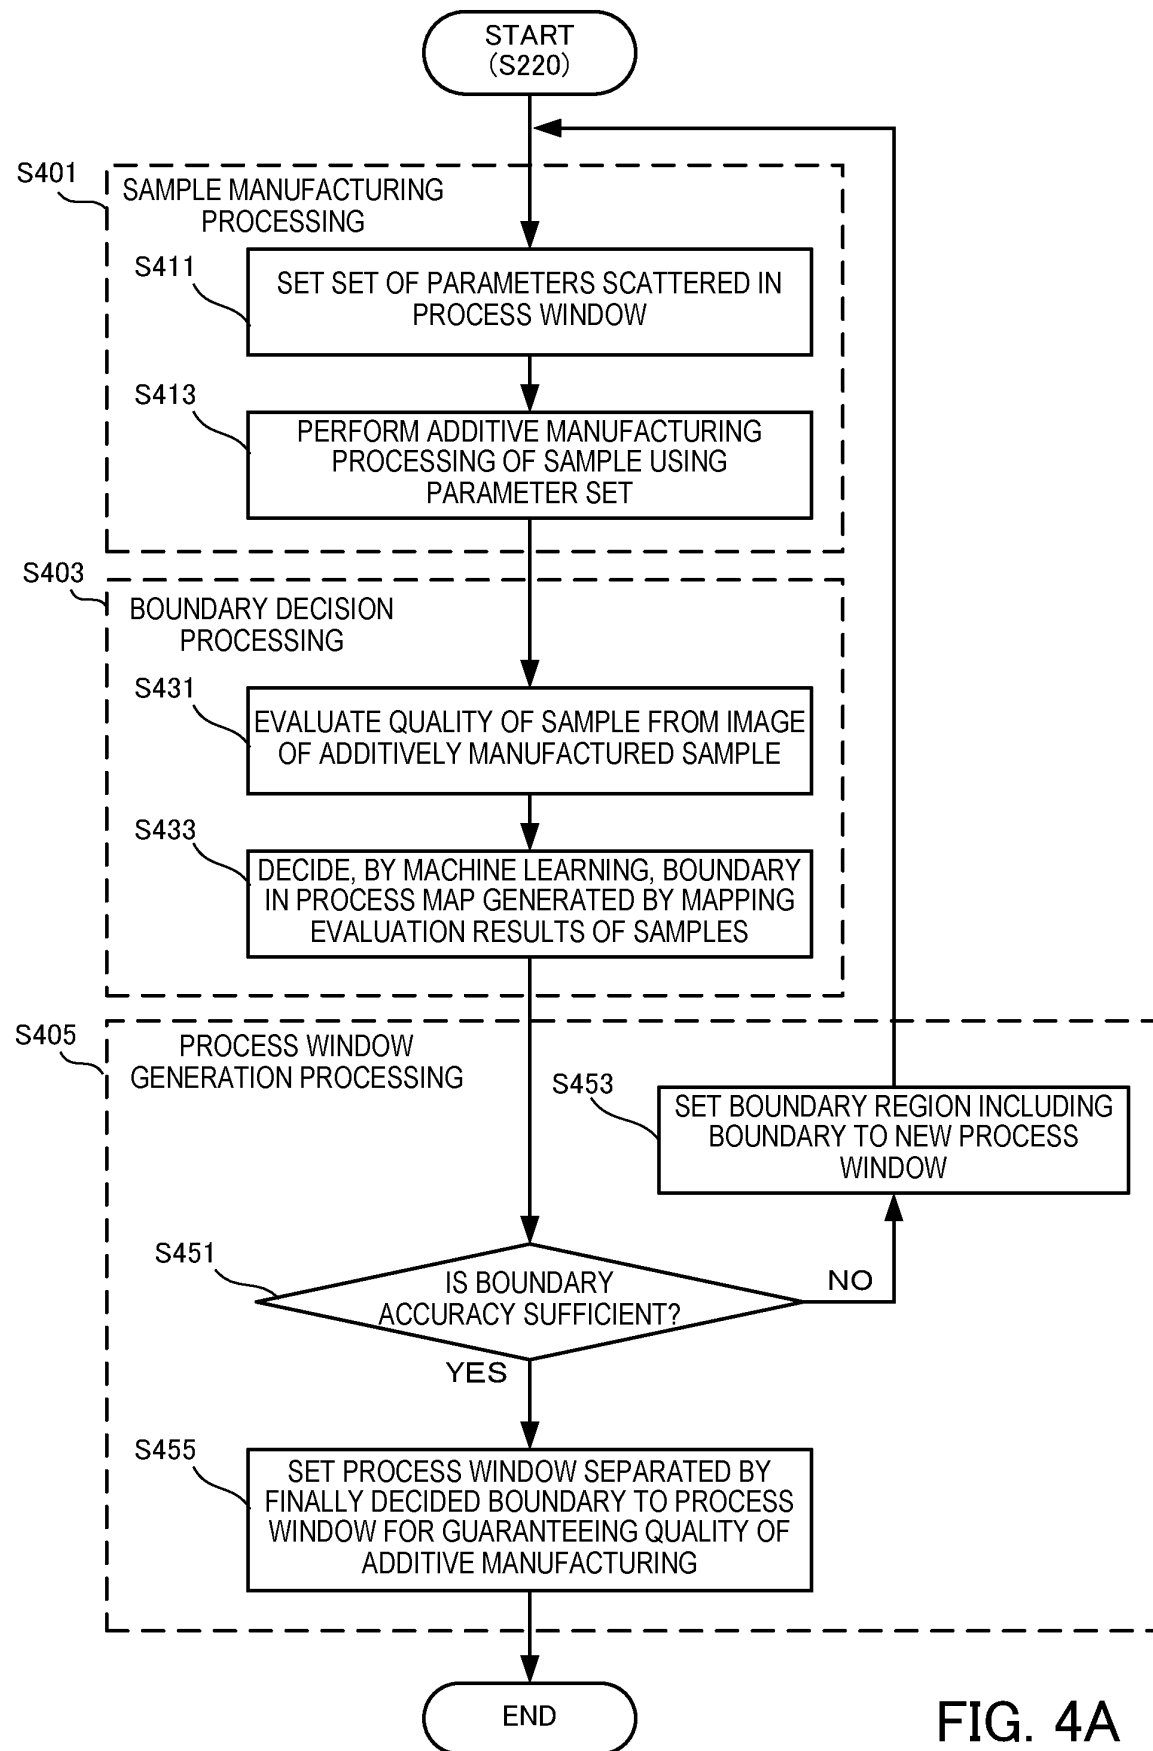 START
(S220)
S401
SAMPLE MANUFACTURING
PROCESSING
S411
SET SET OF PARAMETERS SCATTERED IN
PROCESS WINDOW
S413
PERFORM ADDITIVE MANUFACTURING
PROCESSING OF SAMPLE USING
PARAMETER SET
S403
BOUNDARY DECISION
PROCESSING
S431
EVALUATE QUALITY OF SAMPLE FROM IMAGE
OF ADDITIVELY MANUFACTURED SAMPLE
S433
DECIDE, BY MACHINE LEARNING, BOUNDARY
IN PROCESS MAP GENERATED BY MAPPING
EVALUATION RESULTS OF SAMPLES
S405
PROCESS WINDOW
GENERATION PROCESSING
S453
SET BOUNDARY REGION INCLUDING
BOUNDARY TO NEW PROCESS
WINDOW
S451
IS BOUNDARY
ACCURACY SUFFICIENT?
NO
YES
S455
SET PROCESS WINDOW SEPARATED BY
FINALLY DECIDED BOUNDARY TO PROCESS
WINDOW FOR GUARANTEEING QUALITY OF
ADDITIVE MANUFACTURING
END
FIG. 4A